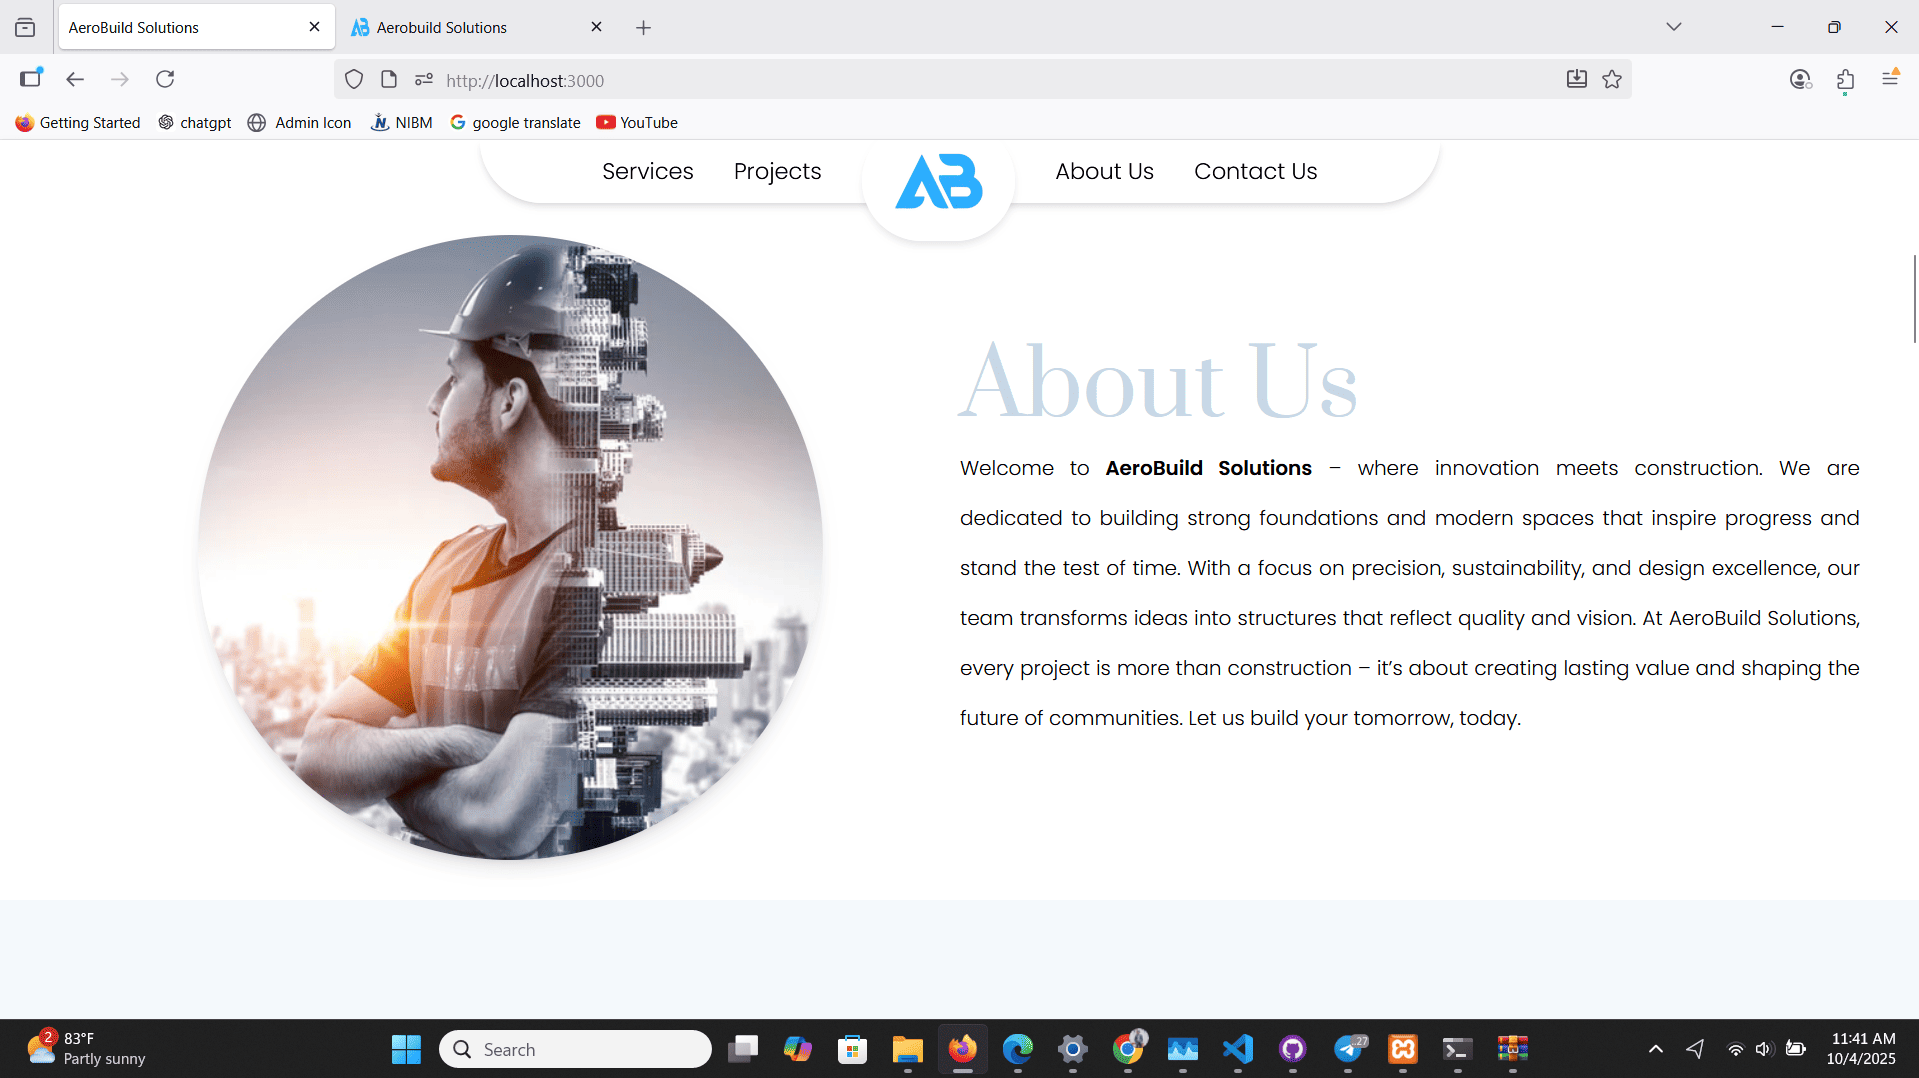 AeroBuild Solutions
Aerobuild Solutions
http://localhost:3000
Getting Started
chatgpt
Admin Icon
NIBM
google translate
YouTube
Services
Projects
AB
About Us
Contact Us
About Us
Welcome to AeroBuild Solutions – where innovation meets construction. We are
dedicated to building strong foundations and modern spaces that inspire progress and
stand the test of time. With a focus on precision, sustainability, and design excellence, our
team transforms ideas into structures that reflect quality and vision. At AeroBuild Solutions,
every project is more than construction – it’s about creating lasting value and shaping the
future of communities. Let us build your tomorrow, today.
2
83°F
Partly sunny
Search
27
11:41 AM
10/4/2025